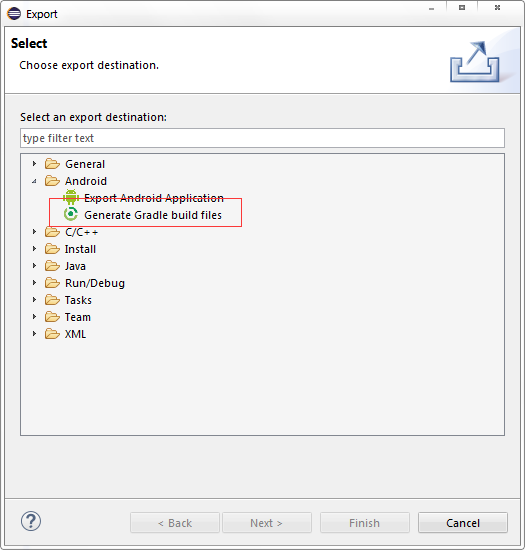 Export
Select
Choose export destination.
Select an export destination:
type filter text
General
Android
Export Android Application
Generate Gradle build files
C/C++
Install
Java
Run/Debug
Tasks
Team
XML
?
< Back
Next >
Finish
Cancel